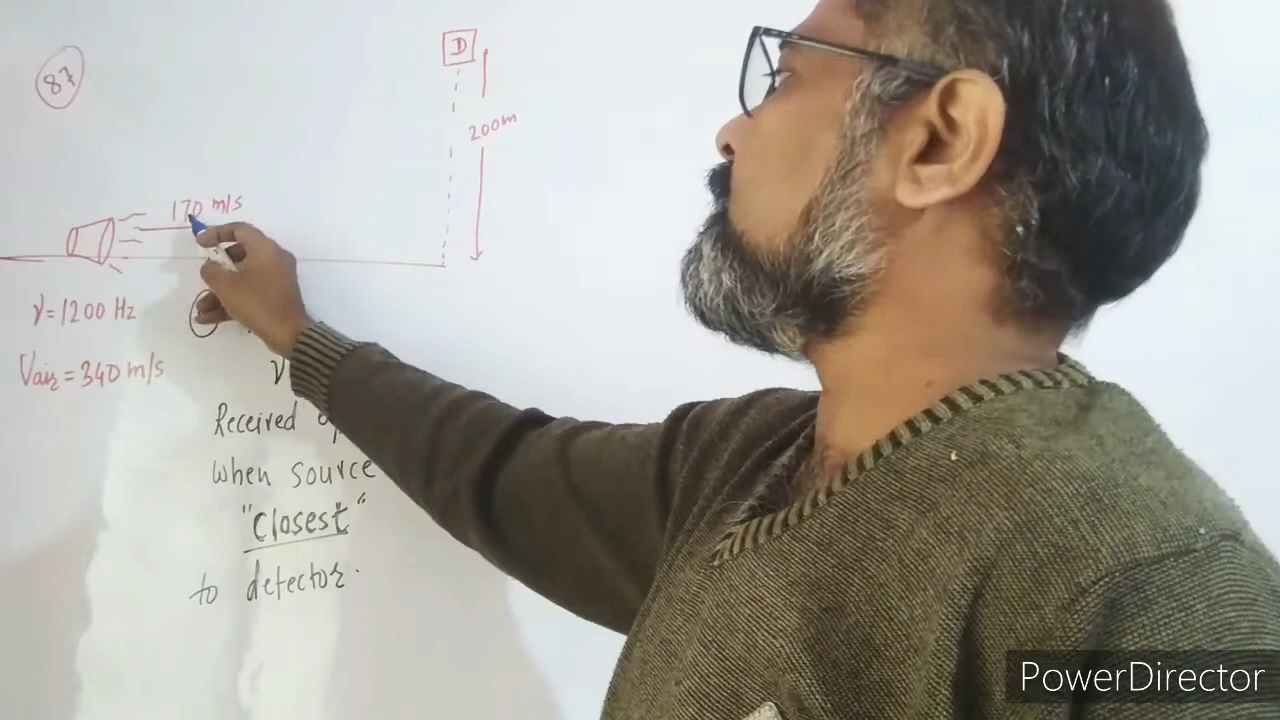 87
D
200m
170 m/s
ν=1200 Hz
Vair = 340 m/s
ν
Received
when source
"Closest"
to detector.
PowerDirector